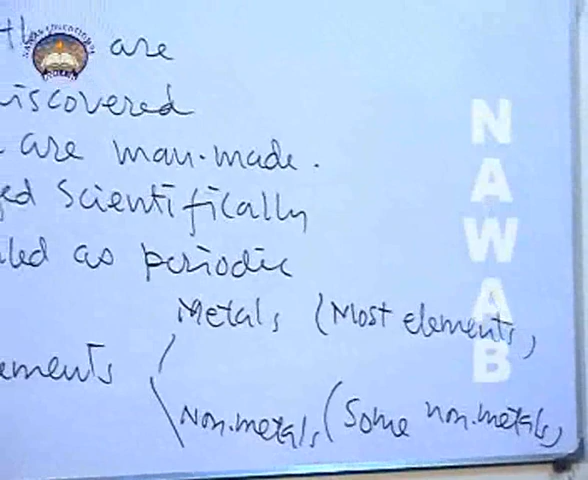 are
iscovered
are man-made.
ed Scientifically
led as periodic
Metals (Most elements)
ements
Non-metals (Some non-metals)
NAWAB